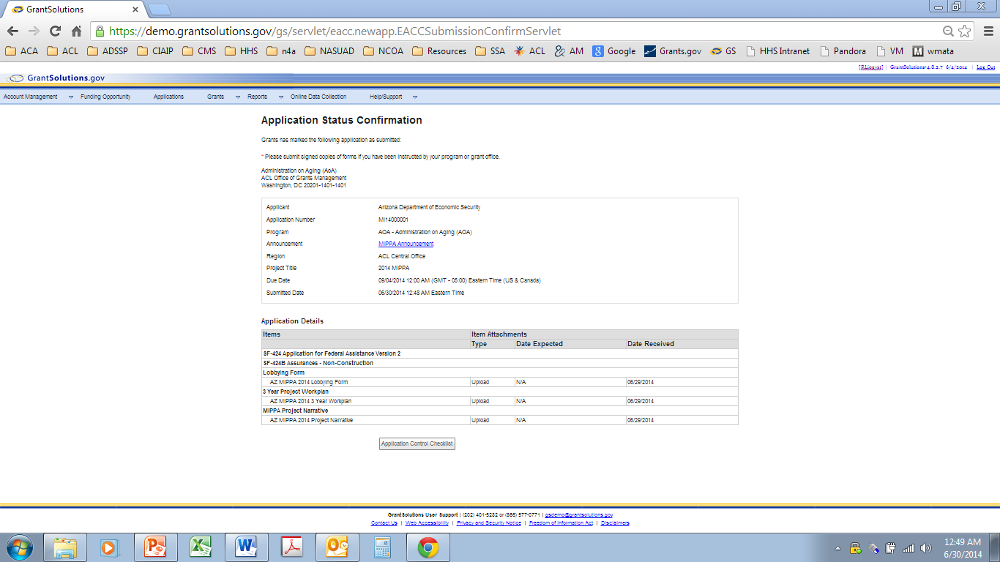 GrantSolutions
https://demo.grantsolutions.gov/gs/servlet/eacc.newapp.EACCSubmissionConfirmServlet
ACA ACL ADSSP CIAIP CMS HHS n4a NASUAD NCOA Resources SSA ACL AM Google Grants.gov GS HHS Intranet Pandora VM wmata
| GrantSolutions-4.8.2.7 6/4/2014 | Log Out
GrantSolutions.gov
Account Management Funding Opportunity Applications Grants Reports Online Data Collection Help/Support
Application Status Confirmation
Grants has marked the following application as submitted:
* Please submit signed copies of forms if you have been instructed by your program or grant office.
Administration on Aging (AoA)
ACL Office of Grants Management
Washington, DC 20201-1401-1401
Applicant Arizona Department of Economic Security
Application Number MI14000001
Program AOA - Administration on Aging (AOA)
Announcement MIPPA Announcement
Region ACL Central Office
Project Title 2014 MIPPA
Due Date 09/04/2014 12:00 AM (GMT - 05:00) Eastern Time (US & Canada)
Submitted Date 06/30/2014 12:48 AM Eastern Time
Application Details
Items Item Attachments
Type Date Expected Date Received
SF-424 Application for Federal Assistance Version 2
SF-424B Assurances - Non-Construction
Lobbying Form
AZ MIPPA 2014 Lobbying Form Upload N/A 06/29/2014
3 Year Project Workplan
AZ MIPPA 2014 3 Year Workplan Upload N/A 06/29/2014
MIPPA Project Narrative
AZ MIPPA 2014 Project Narrative Upload N/A 06/29/2014
Application Control Checklist
GrantSolutions User Support | (202) 401-5282 or (866) 577-0771 | gsdemo@grantsolutions.gov
Contact Us | Web Accessibility | Privacy and Security Notice | Freedom of Information Act | Disclaimers
12:49 AM
6/30/2014